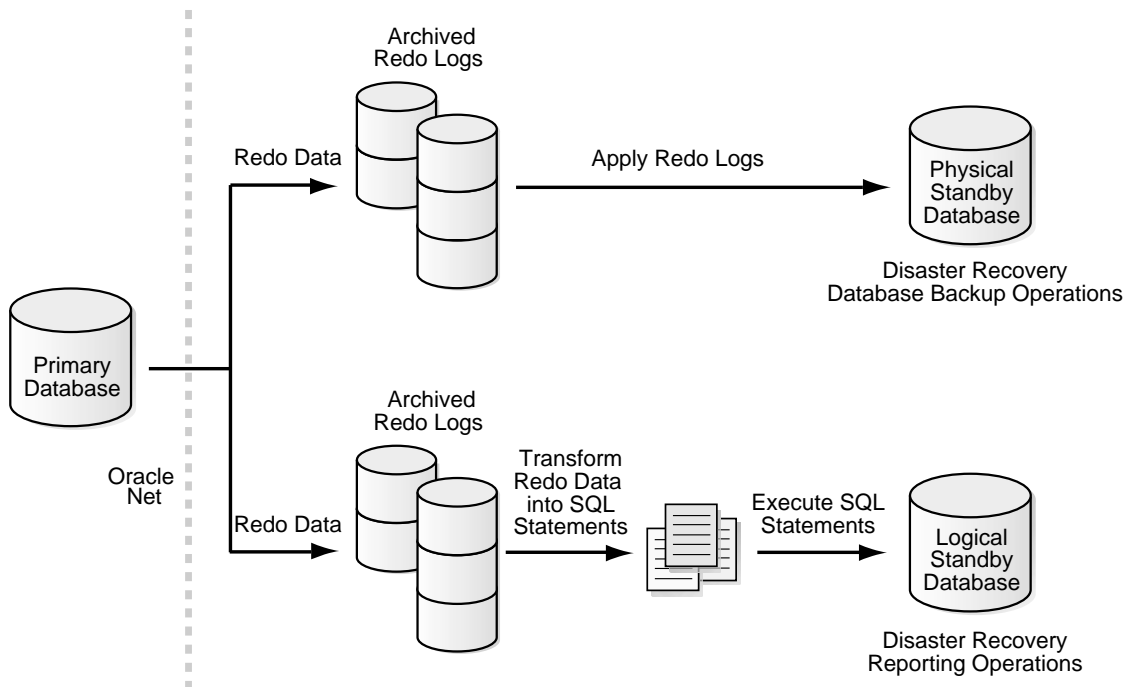 Archived
Redo Logs
Redo Data
Apply Redo Logs
Physical
Standby
Database
Disaster Recovery
Database Backup Operations
Primary
Database
Oracle
Net
Archived
Redo Logs
Redo Data
Transform
Redo Data
into SQL
Statements
Execute SQL
Statements
Logical
Standby
Database
Disaster Recovery
Reporting Operations